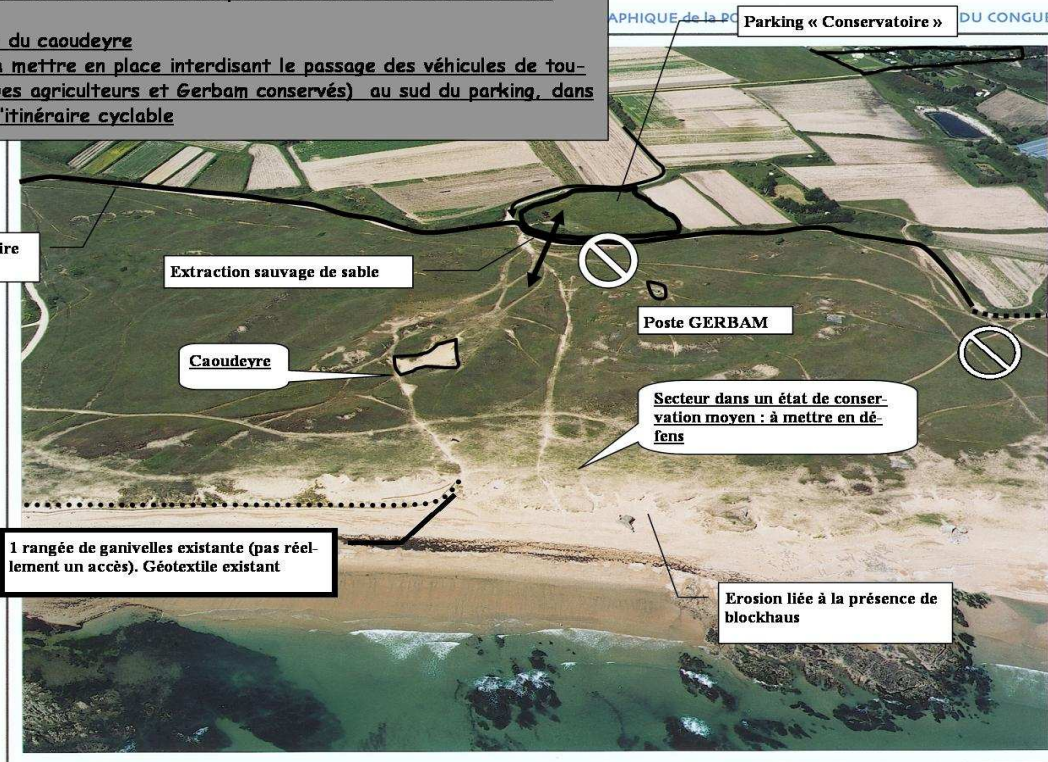 du caoudeyre
mettre en place interdisant le passage des véhicules de tou-
es agriculteurs et Gerbam conservés) au sud du parking, dans
l'itinéraire cyclable
APHIQUE de la
Parking « Conservatoire »
DU CONGUE
ire
Extraction sauvage de sable
Poste GERBAM
Caoudeyre
Secteur dans un état de conser-
vation moyen : à mettre en dé-
fens
1 rangée de ganivelles existante (pas réel-
lement un accès). Géotextile existant
Erosion liée à la présence de
blockhaus